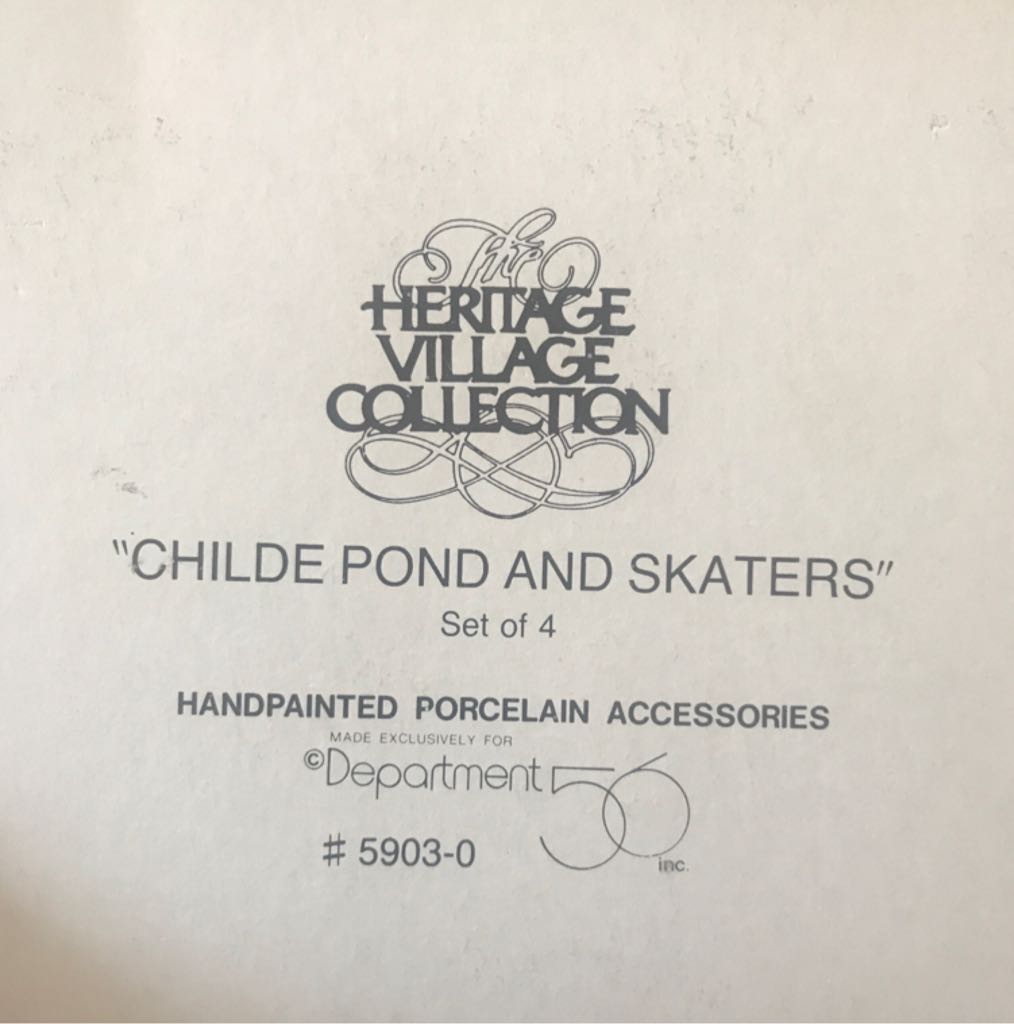 The
HERITAGE
VILLAGE
COLLECTION
"CHILDE POND AND SKATERS"
Set of 4
HANDPAINTED PORCELAIN ACCESSORIES
MADE EXCLUSIVELY FOR
©Department 56 inc.
# 5903-0